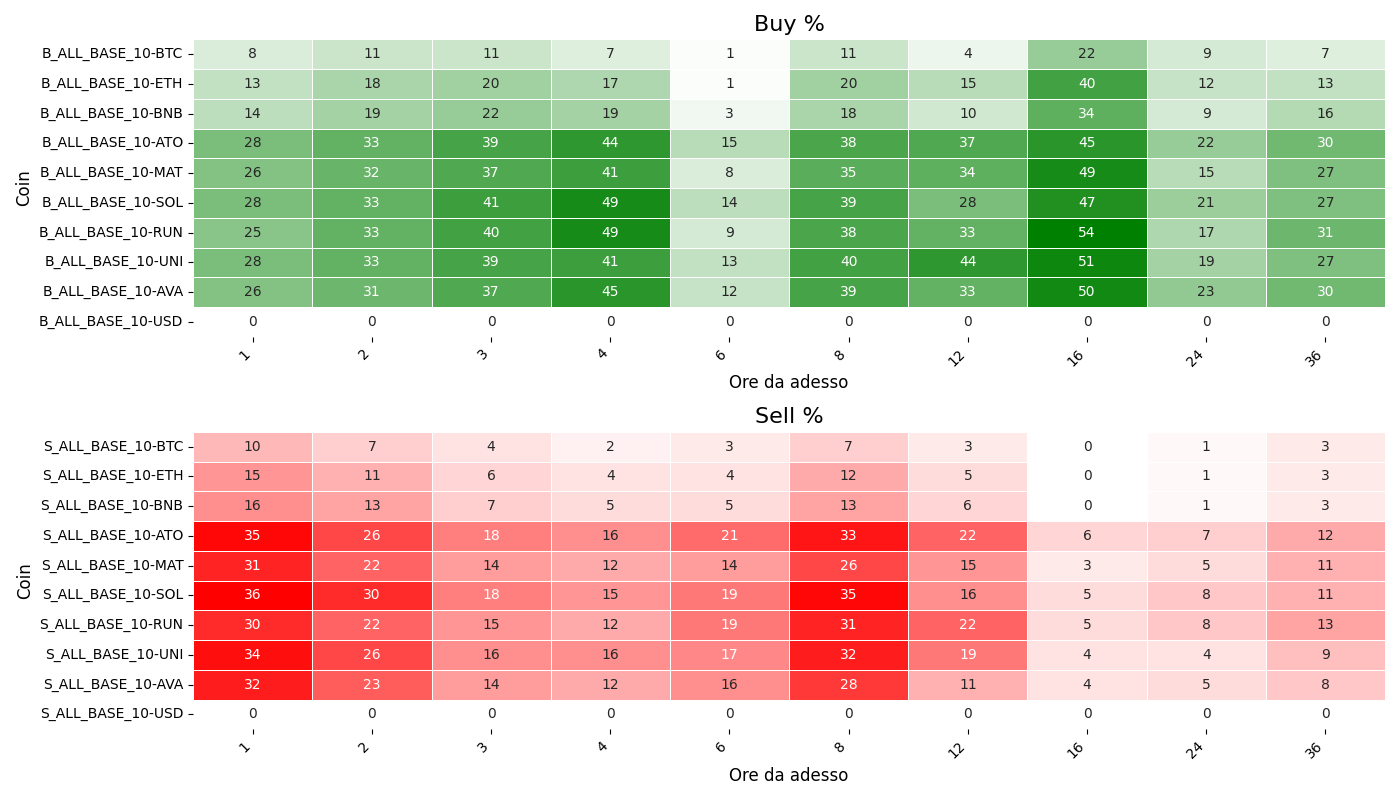 Buy %
Coin
B_ALL_BASE_10-BTC 8 11 11 7 1 11 4 22 9 7
B_ALL_BASE_10-ETH 13 18 20 17 1 20 15 40 12 13
B_ALL_BASE_10-BNB 14 19 22 19 3 18 10 34 9 16
B_ALL_BASE_10-ATO 28 33 39 44 15 38 37 45 22 30
B_ALL_BASE_10-MAT 26 32 37 41 8 35 34 49 15 27
B_ALL_BASE_10-SOL 28 33 41 49 14 39 28 47 21 27
B_ALL_BASE_10-RUN 25 33 40 49 9 38 33 54 17 31
B_ALL_BASE_10-UNI 28 33 39 41 13 40 44 51 19 27
B_ALL_BASE_10-AVA 26 31 37 45 12 39 33 50 23 30
B_ALL_BASE_10-USD 0 0 0 0 0 0 0 0 0 0
1 2 3 4 6 8 12 16 24 36
Ore da adesso
Sell %
Coin
S_ALL_BASE_10-BTC 10 7 4 2 3 7 3 0 1 3
S_ALL_BASE_10-ETH 15 11 6 4 4 12 5 0 1 3
S_ALL_BASE_10-BNB 16 13 7 5 5 13 6 0 1 3
S_ALL_BASE_10-ATO 35 26 18 16 21 33 22 6 7 12
S_ALL_BASE_10-MAT 31 22 14 12 14 26 15 3 5 11
S_ALL_BASE_10-SOL 36 30 18 15 19 35 16 5 8 11
S_ALL_BASE_10-RUN 30 22 15 12 19 31 22 5 8 13
S_ALL_BASE_10-UNI 34 26 16 16 17 32 19 4 4 9
S_ALL_BASE_10-AVA 32 23 14 12 16 28 11 4 5 8
S_ALL_BASE_10-USD 0 0 0 0 0 0 0 0 0 0
1 2 3 4 6 8 12 16 24 36
Ore da adesso